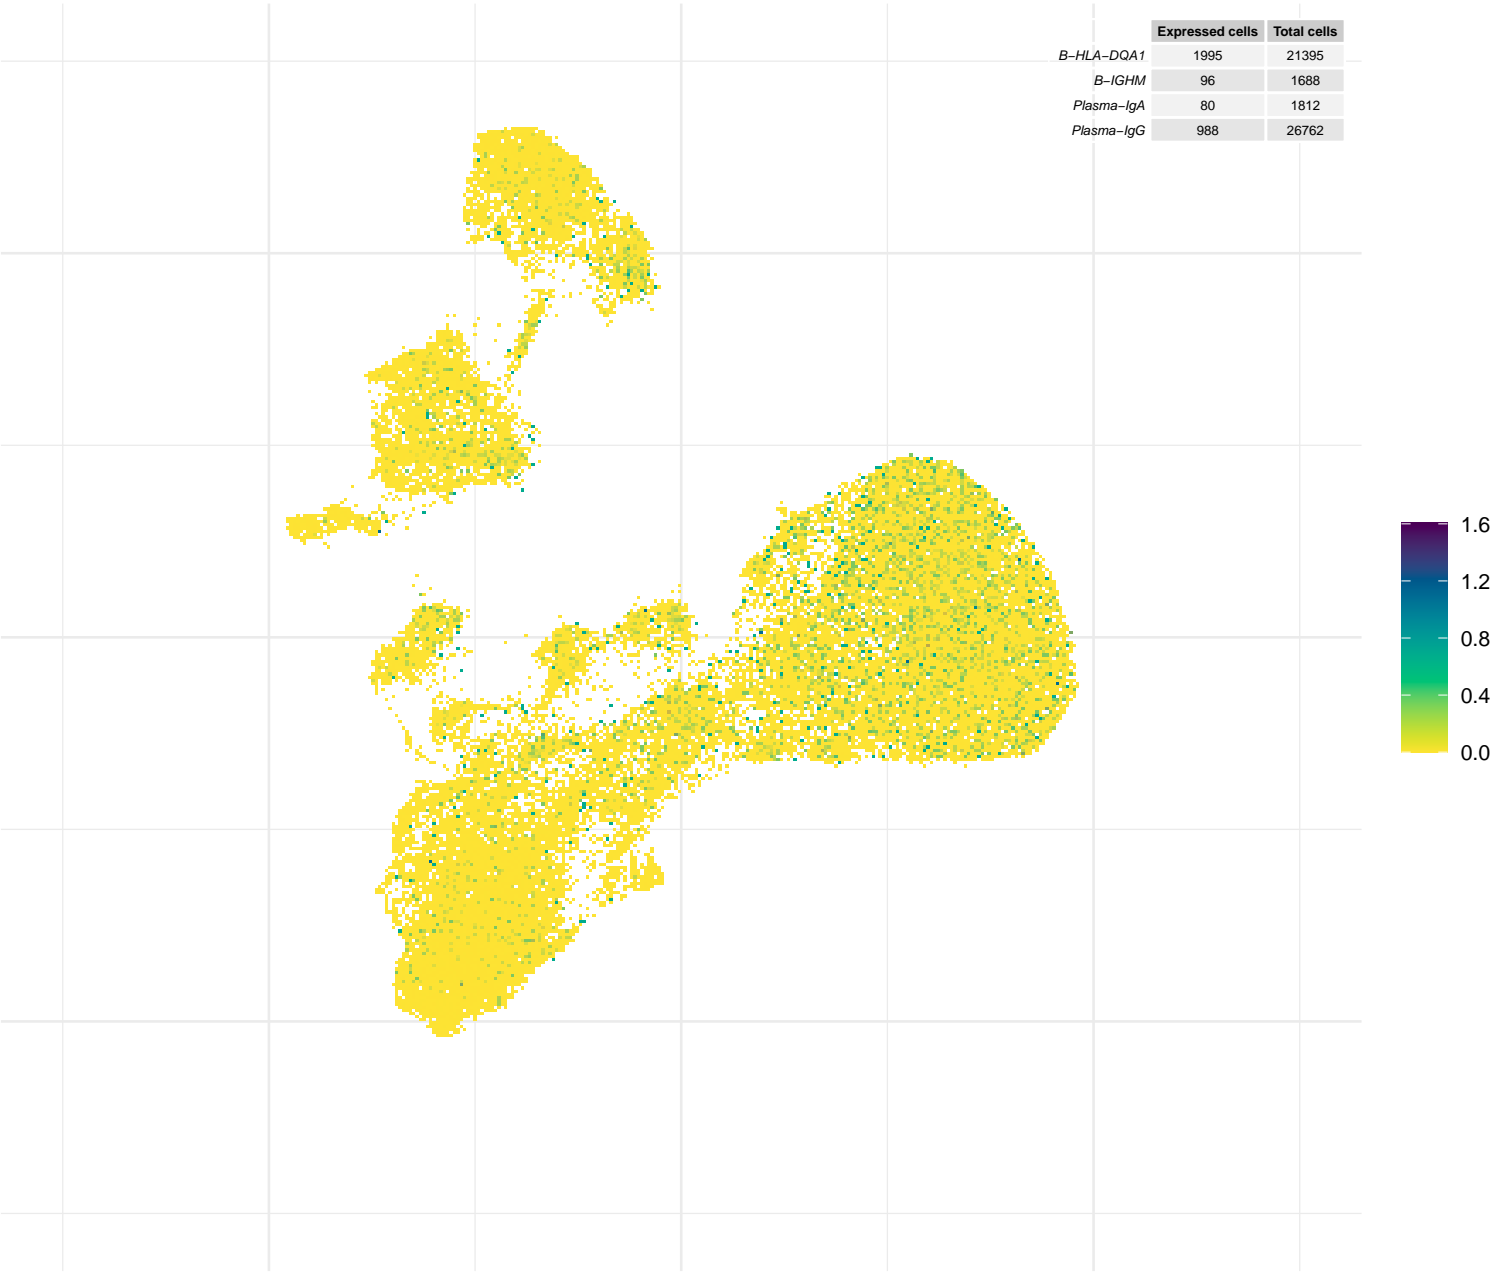 Expressed cells Total cells
B−HLA−DQA1 1995 21395
B−IGHM 96 1688
Plasma−IgA 80 1812
Plasma−IgG 988 26762
1.6
1.2
0.8
0.4
0.0